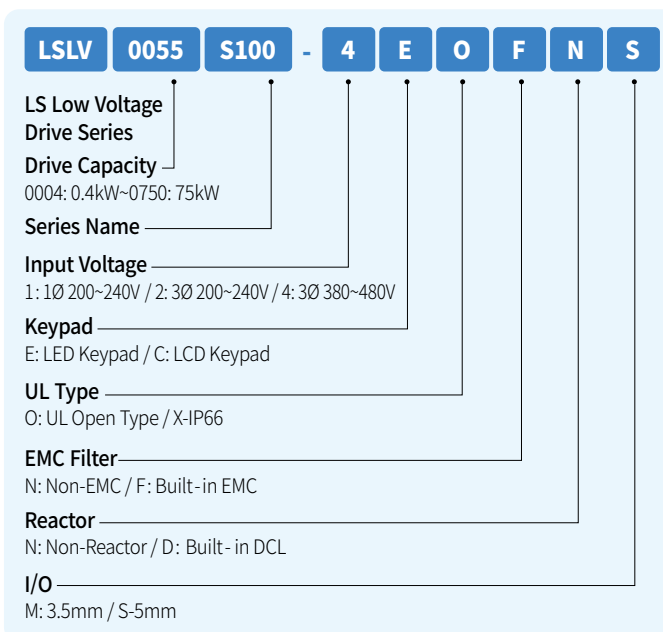 LSLV 0055 S100 - 4 E O F N S
LS Low Voltage
Drive Series
Drive Capacity
0004: 0.4kW~0750: 75kW
Series Name
Input Voltage
1: 1Ø 200~240V / 2: 3Ø 200~240V / 4: 3Ø 380~480V
Keypad
E: LED Keypad / C: LCD Keypad
UL Type
O: UL Open Type / X-IP66
EMC Filter
N: Non-EMC / F: Built-in EMC
Reactor
N: Non-Reactor / D: Built-in DCL
I/O
M: 3.5mm / S-5mm